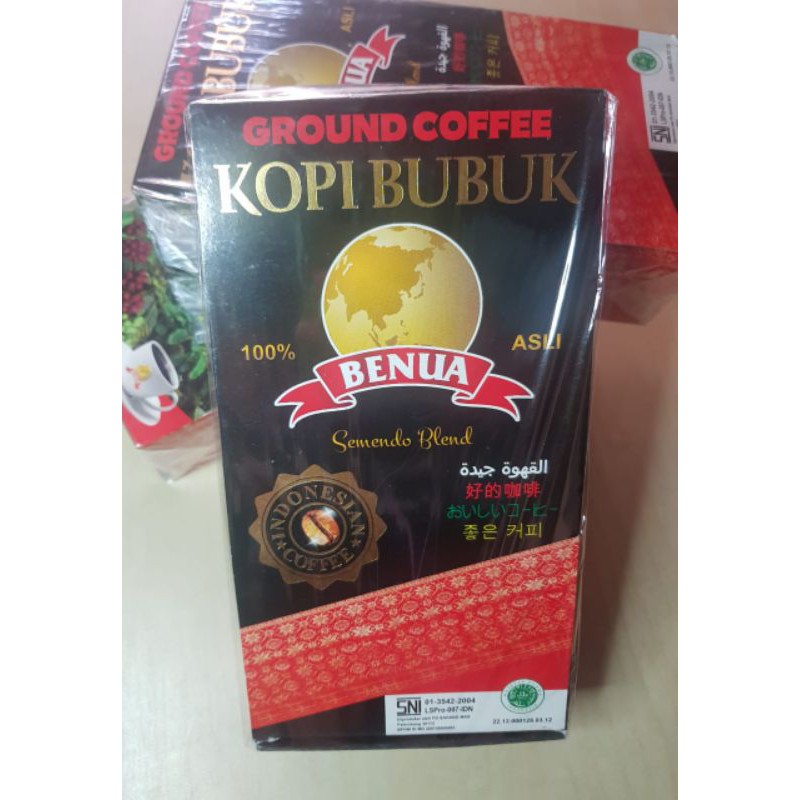 GROUND COFFEE
KOPI BUBUK
100%
ASLI
BENUA
Semendo Blend
القهوة جيدة
好的咖啡
おいしいコーヒー
좋은 커피
INDONESIAN
COFFEE
SNI
01-3542-2004
LSPro-087-IDN